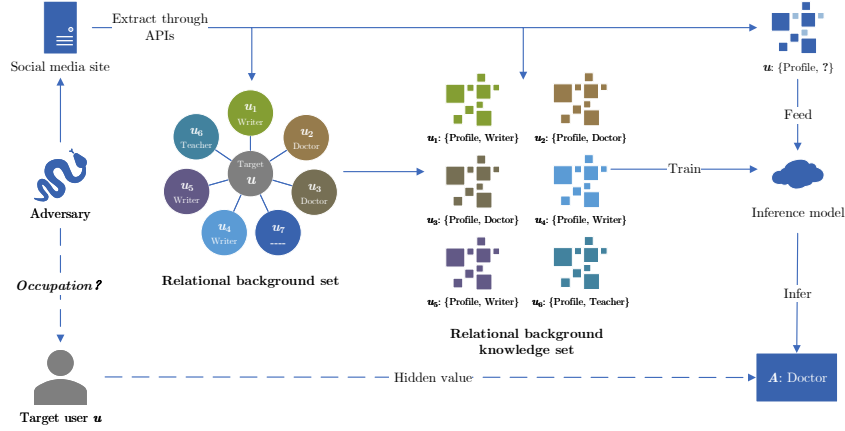 Extract through
APIs
Social media site
u: {Profile, ?}
u1
Writer
u6
Teacher
u2
Doctor
Target
u
u5
Writer
u3
Doctor
u4
Writer
u7
----
Relational background set
u1: {Profile, Writer}
u2: {Profile, Doctor}
u3: {Profile, Doctor}
u4: {Profile, Writer}
u5: {Profile, Writer}
u6: {Profile, Teacher}
Relational background
knowledge set
Train
Feed
Inference model
Infer
Adversary
Occupation?
Target user u
Hidden value
A: Doctor